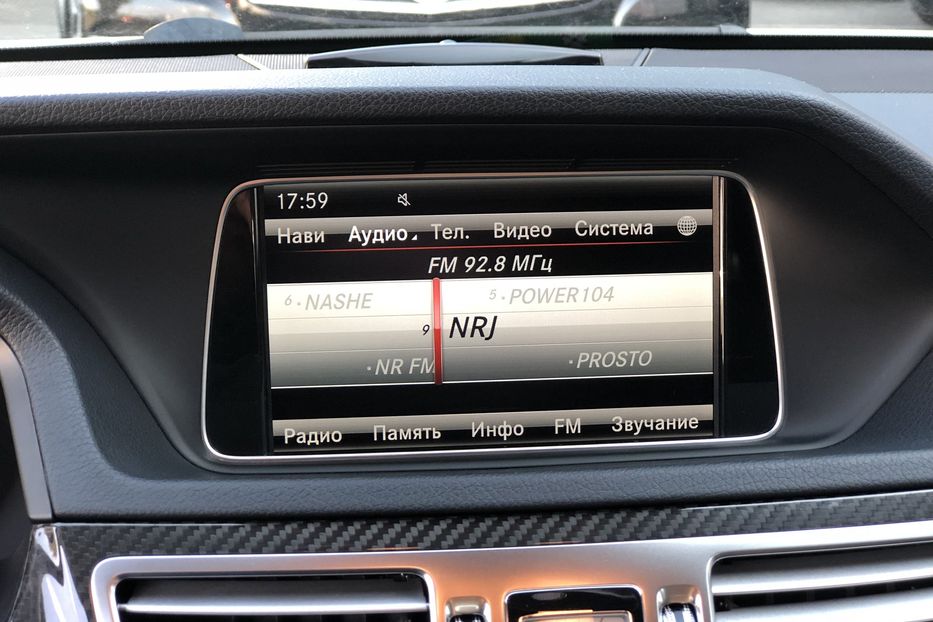 17:59
Нави Аудио Тел. Видео Система
FM 92.8 МГц
6 · NASHE 5 · POWER104
9 NRJ
· NR FM · PROSTO
Радио Память Инфо FM Звучание